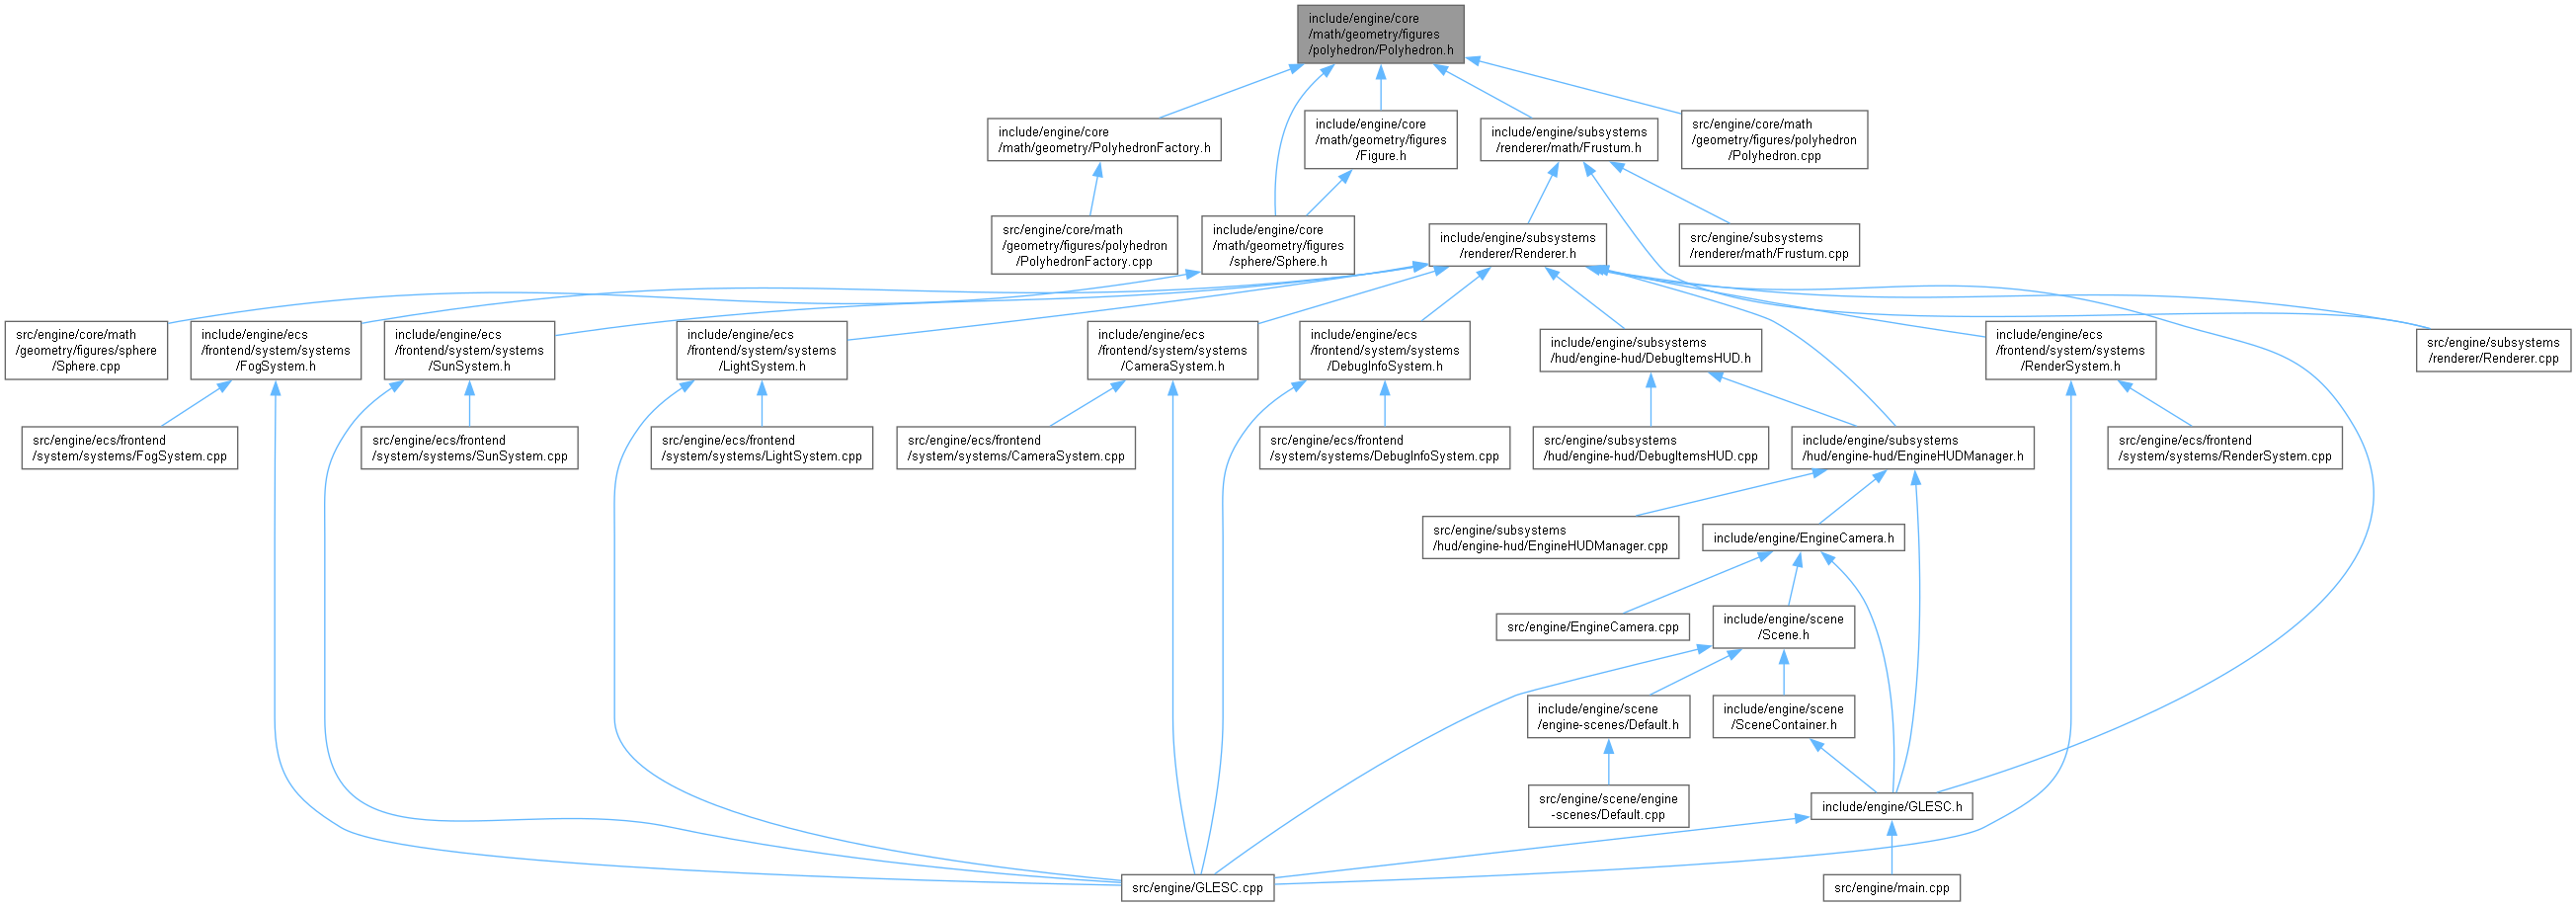 include/engine/core
/math/geometry/figures
/polyhedron/Polyhedron.h
include/engine/core
/math/geometry/PolyhedronFactory.h
include/engine/core
/math/geometry/figures
/Figure.h
include/engine/subsystems
/renderer/math/Frustum.h
src/engine/core/math
/geometry/figures/polyhedron
/Polyhedron.cpp
src/engine/core/math
/geometry/figures/polyhedron
/PolyhedronFactory.cpp
include/engine/core
/math/geometry/figures
/sphere/Sphere.h
include/engine/subsystems
/renderer/Renderer.h
src/engine/subsystems
/renderer/math/Frustum.cpp
src/engine/core/math
/geometry/figures/sphere
/Sphere.cpp
include/engine/ecs
/frontend/system/systems
/FogSystem.h
include/engine/ecs
/frontend/system/systems
/SunSystem.h
include/engine/ecs
/frontend/system/systems
/LightSystem.h
include/engine/ecs
/frontend/system/systems
/CameraSystem.h
include/engine/ecs
/frontend/system/systems
/DebugInfoSystem.h
include/engine/subsystems
/hud/engine-hud/DebugItemsHUD.h
include/engine/ecs
/frontend/system/systems
/RenderSystem.h
src/engine/subsystems
/renderer/Renderer.cpp
src/engine/ecs/frontend
/system/systems/FogSystem.cpp
src/engine/ecs/frontend
/system/systems/SunSystem.cpp
src/engine/ecs/frontend
/system/systems/LightSystem.cpp
src/engine/ecs/frontend
/system/systems/CameraSystem.cpp
src/engine/ecs/frontend
/system/systems/DebugInfoSystem.cpp
src/engine/subsystems
/hud/engine-hud/DebugItemsHUD.cpp
include/engine/subsystems
/hud/engine-hud/EngineHUDManager.h
src/engine/ecs/frontend
/system/systems/RenderSystem.cpp
src/engine/subsystems
/hud/engine-hud/EngineHUDManager.cpp
include/engine/EngineCamera.h
src/engine/EngineCamera.cpp
include/engine/scene
/Scene.h
include/engine/scene
/engine-scenes/Default.h
include/engine/scene
/SceneContainer.h
src/engine/scene/engine
-scenes/Default.cpp
include/engine/GLESC.h
src/engine/GLESC.cpp
src/engine/main.cpp